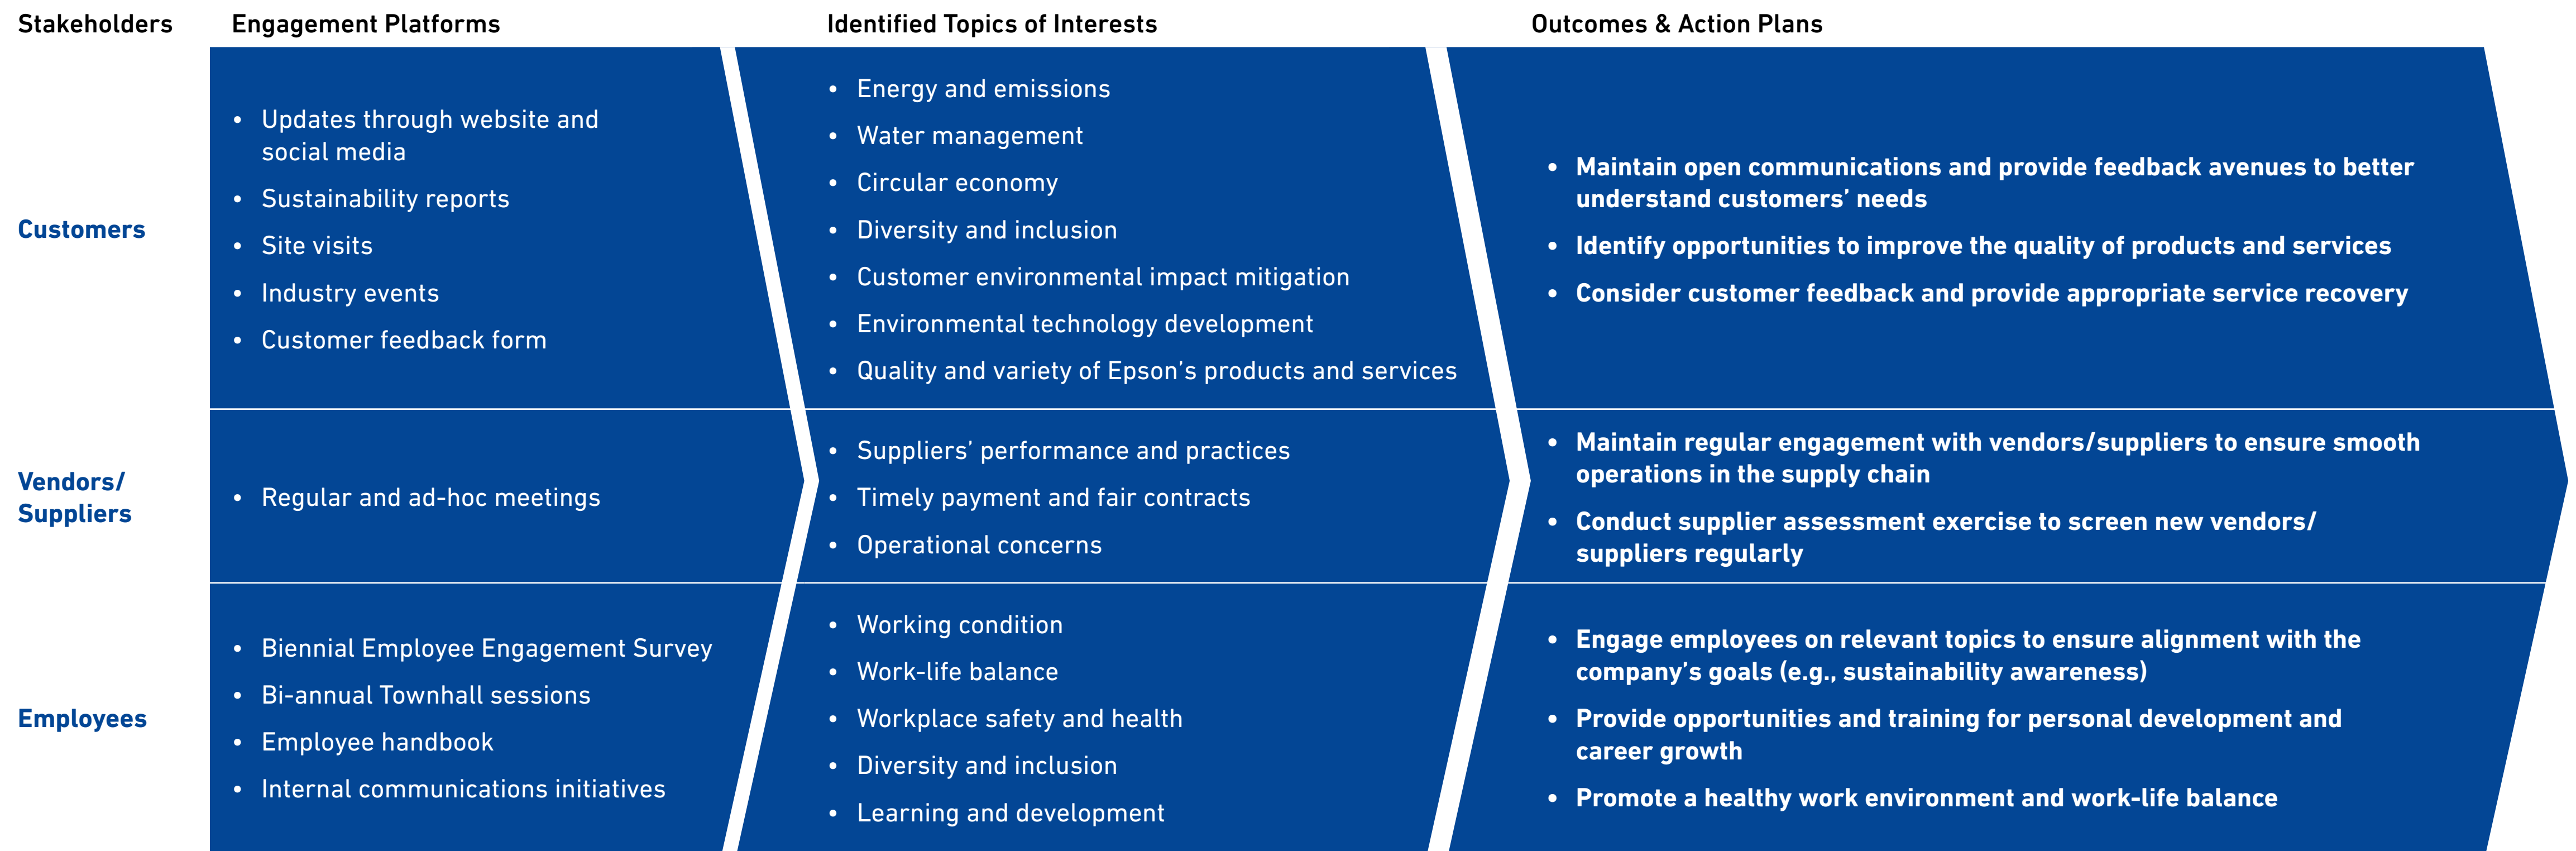 Stakeholders
Engagement Platforms
Identified Topics of Interests
Outcomes & Action Plans
Customers
• Updates through website and
social media
• Sustainability reports
• Site visits
• Industry events
• Customer feedback form
• Energy and emissions
• Water management
• Circular economy
• Diversity and inclusion
• Customer environmental impact mitigation
• Environmental technology development
• Quality and variety of Epson’s products and services
• Maintain open communications and provide feedback avenues to better
understand customers’ needs
• Identify opportunities to improve the quality of products and services
• Consider customer feedback and provide appropriate service recovery
Vendors/
Suppliers
• Regular and ad-hoc meetings
• Suppliers’ performance and practices
• Timely payment and fair contracts
• Operational concerns
• Maintain regular engagement with vendors/suppliers to ensure smooth
operations in the supply chain
• Conduct supplier assessment exercise to screen new vendors/
suppliers regularly
Employees
• Biennial Employee Engagement Survey
• Bi-annual Townhall sessions
• Employee handbook
• Internal communications initiatives
• Working condition
• Work-life balance
• Workplace safety and health
• Diversity and inclusion
• Learning and development
• Engage employees on relevant topics to ensure alignment with the
company’s goals (e.g., sustainability awareness)
• Provide opportunities and training for personal development and
career growth
• Promote a healthy work environment and work-life balance